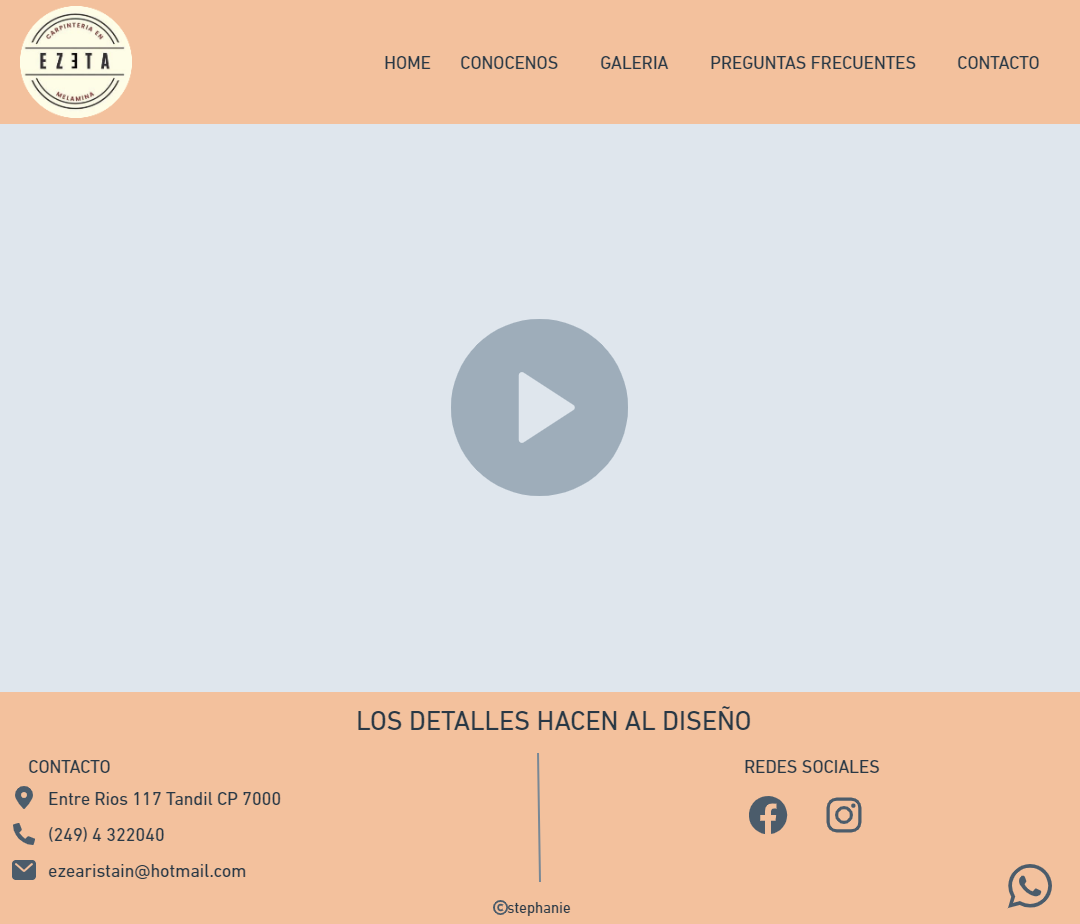 CARPINTERIA EN
EZƎTA
MELAMINA
HOME CONOCENOS GALERIA PREGUNTAS FRECUENTES CONTACTO
LOS DETALLES HACEN AL DISEÑO
CONTACTO
Entre Rios 117 Tandil CP 7000
(249) 4 322040
ezearistain@hotmail.com
REDES SOCIALES
©stephanie